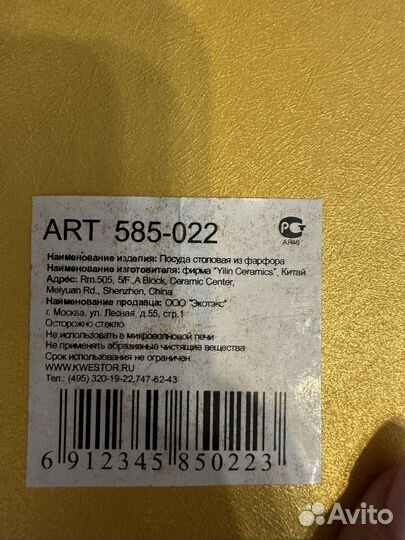 ART 585-022
РСТ
АЯ46
Наименование изделия: Посуда столовая из фарфора
Наименование изготовителя: фирма "Yilin Ceramics", Китай
Адрес: Rm.505, 5/F.,A Block, Ceramic Center,
Meiyuan Rd., Shenzhen, China
Наименование продавца: ООО "Экотэкс"
г. Москва, ул. Лесная, д.55, стр.1
Осторожно стекло
Не использовать в микроволновой печи
Не применять абразивные чистящие вещества
Срок использования не ограничен
WWW.KWESTOR.RU
Тел.: (495) 320-19-22,747-62-43
6 912345 850223
Avito